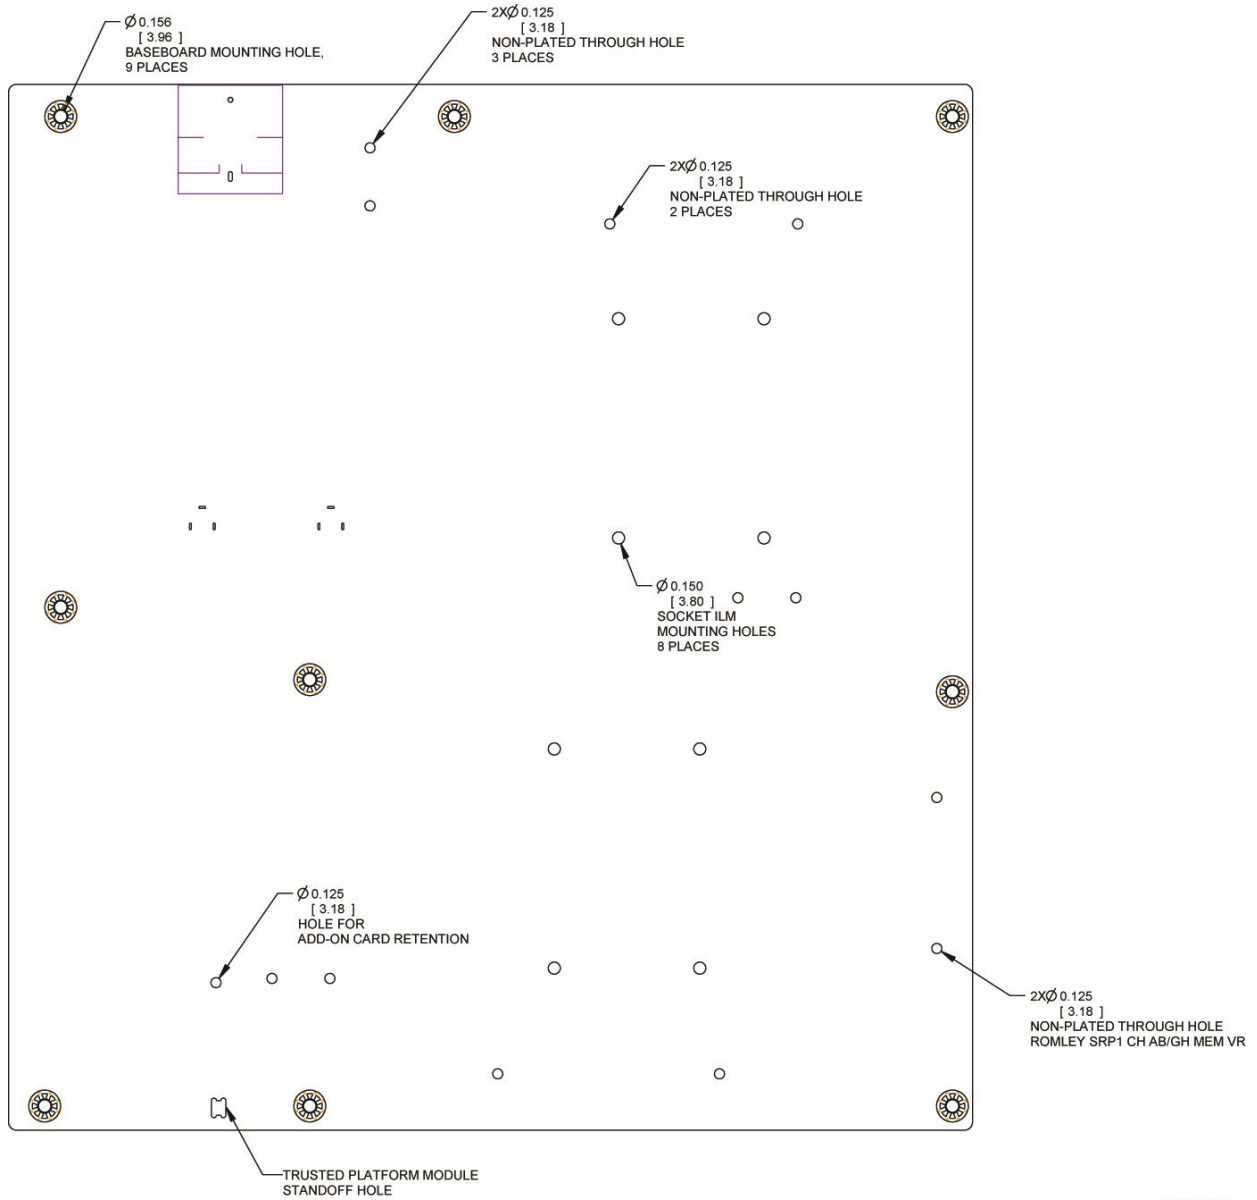 Ø 0.156
[ 3.96 ]
BASEBOARD MOUNTING HOLE,
9 PLACES
2XØ 0.125
[ 3.18 ]
NON-PLATED THROUGH HOLE
3 PLACES
2XØ 0.125
[ 3.18 ]
NON-PLATED THROUGH HOLE
2 PLACES
Ø 0.150
[ 3.80 ]
SOCKET ILM
MOUNTING HOLES
8 PLACES
Ø 0.125
[ 3.18 ]
HOLE FOR
ADD-ON CARD RETENTION
2XØ 0.125
[ 3.18 ]
NON-PLATED THROUGH HOLE
ROMLEY SRP1 CH AB/GH MEM VR
TRUSTED PLATFORM MODULE
STANDOFF HOLE